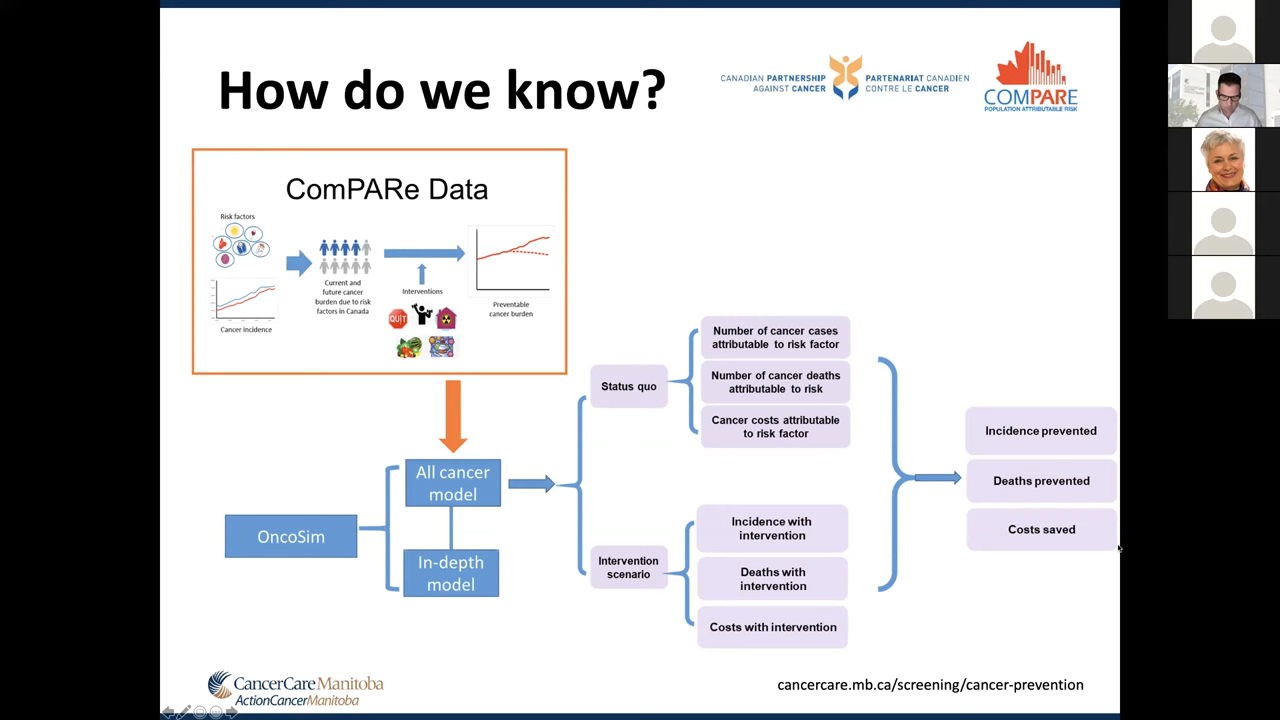 How do we know?
CANADIAN PARTNERSHIP
AGAINST CANCER
PARTENARIAT CANADIEN
CONTRE LE CANCER
COMPARE
POPULATION ATTRIBUTABLE RISK
ComPARe Data
Risk factors
Cancer incidence
Current and
future cancer
burden due to risk
factors in Canada
Interventions
QUIT
Preventable
cancer burden
OncoSim
All cancer
model
In-depth
model
Status quo
Number of cancer cases
attributable to risk factor
Number of cancer deaths
attributable to risk
Cancer costs attributable
to risk factor
Intervention
scenario
Incidence with
intervention
Deaths with
intervention
Costs with intervention
Incidence prevented
Deaths prevented
Costs saved
CancerCare Manitoba
ActionCancerManitoba
cancercare.mb.ca/screening/cancer-prevention